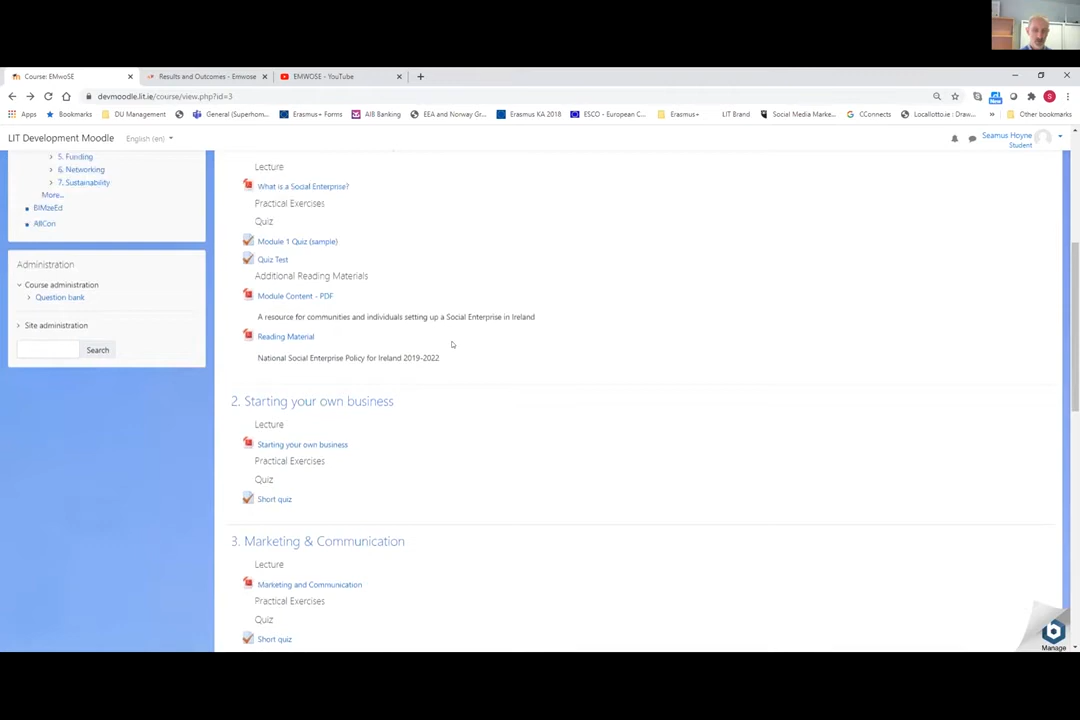 Course: EMwoSE
Results and Outcomes - Emwose
EMWOSE - YouTube
devmoodle.lit.ie/course/view.php?id=3
Apps
Bookmarks
DU Management
General (Superhom...
Erasmus+ Forms
AIB Banking
EEA and Norway Gr...
Erasmus KA 2018
ESCO - European C...
Erasmus+
LIT Brand
Social Media Marke...
CConnects
Locallotto.ie : Draw...
»
Other bookmarks
LIT Development Moodle
English (en)
Seamus Hoyne
Student
5. Funding
6. Networking
7. Sustainability
More...
BIMzeEd
ABCon
Administration
Course administration
Question bank
Site administration
Search
Lecture
What is a Social Enterprise?
Practical Exercises
Quiz
Module 1 Quiz (sample)
Quiz Test
Additional Reading Materials
Module Content - PDF
A resource for communities and individuals setting up a Social Enterprise in Ireland
Reading Material
National Social Enterprise Policy for Ireland 2019-2022
2. Starting your own business
Lecture
Starting your own business
Practical Exercises
Quiz
Short quiz
3. Marketing & Communication
Lecture
Marketing and Communication
Practical Exercises
Quiz
Short quiz
Manage